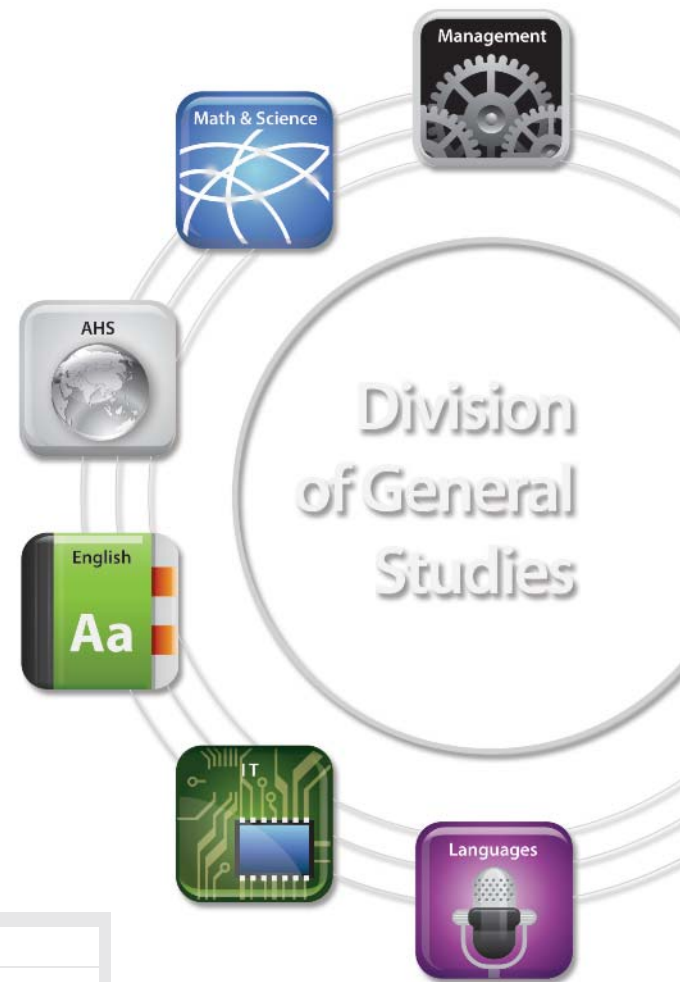 Management
Math & Science
AHS
Division
of General
Studies
English
Aa
IT
Languages